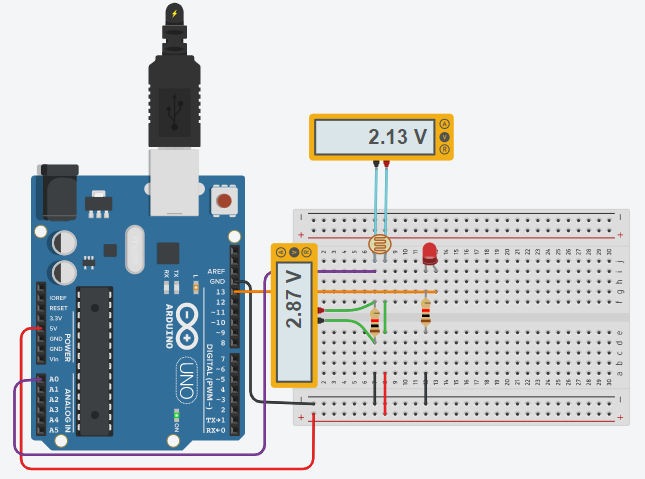 2.13 V
A
V
R
A
V
R
2.87 V
AREF
GND
13
12
~11
~10
~9
8
7
~6
~5
4
~3
2
TX→1
RX←0
DIGITAL (PWM~)
IOREF
RESET
3.3V
5V
GND
GND
Vin
POWER
A0
A1
A2
A3
A4
A5
ANALOG IN
RX
TX
L
ARDUINO
UNO
ON